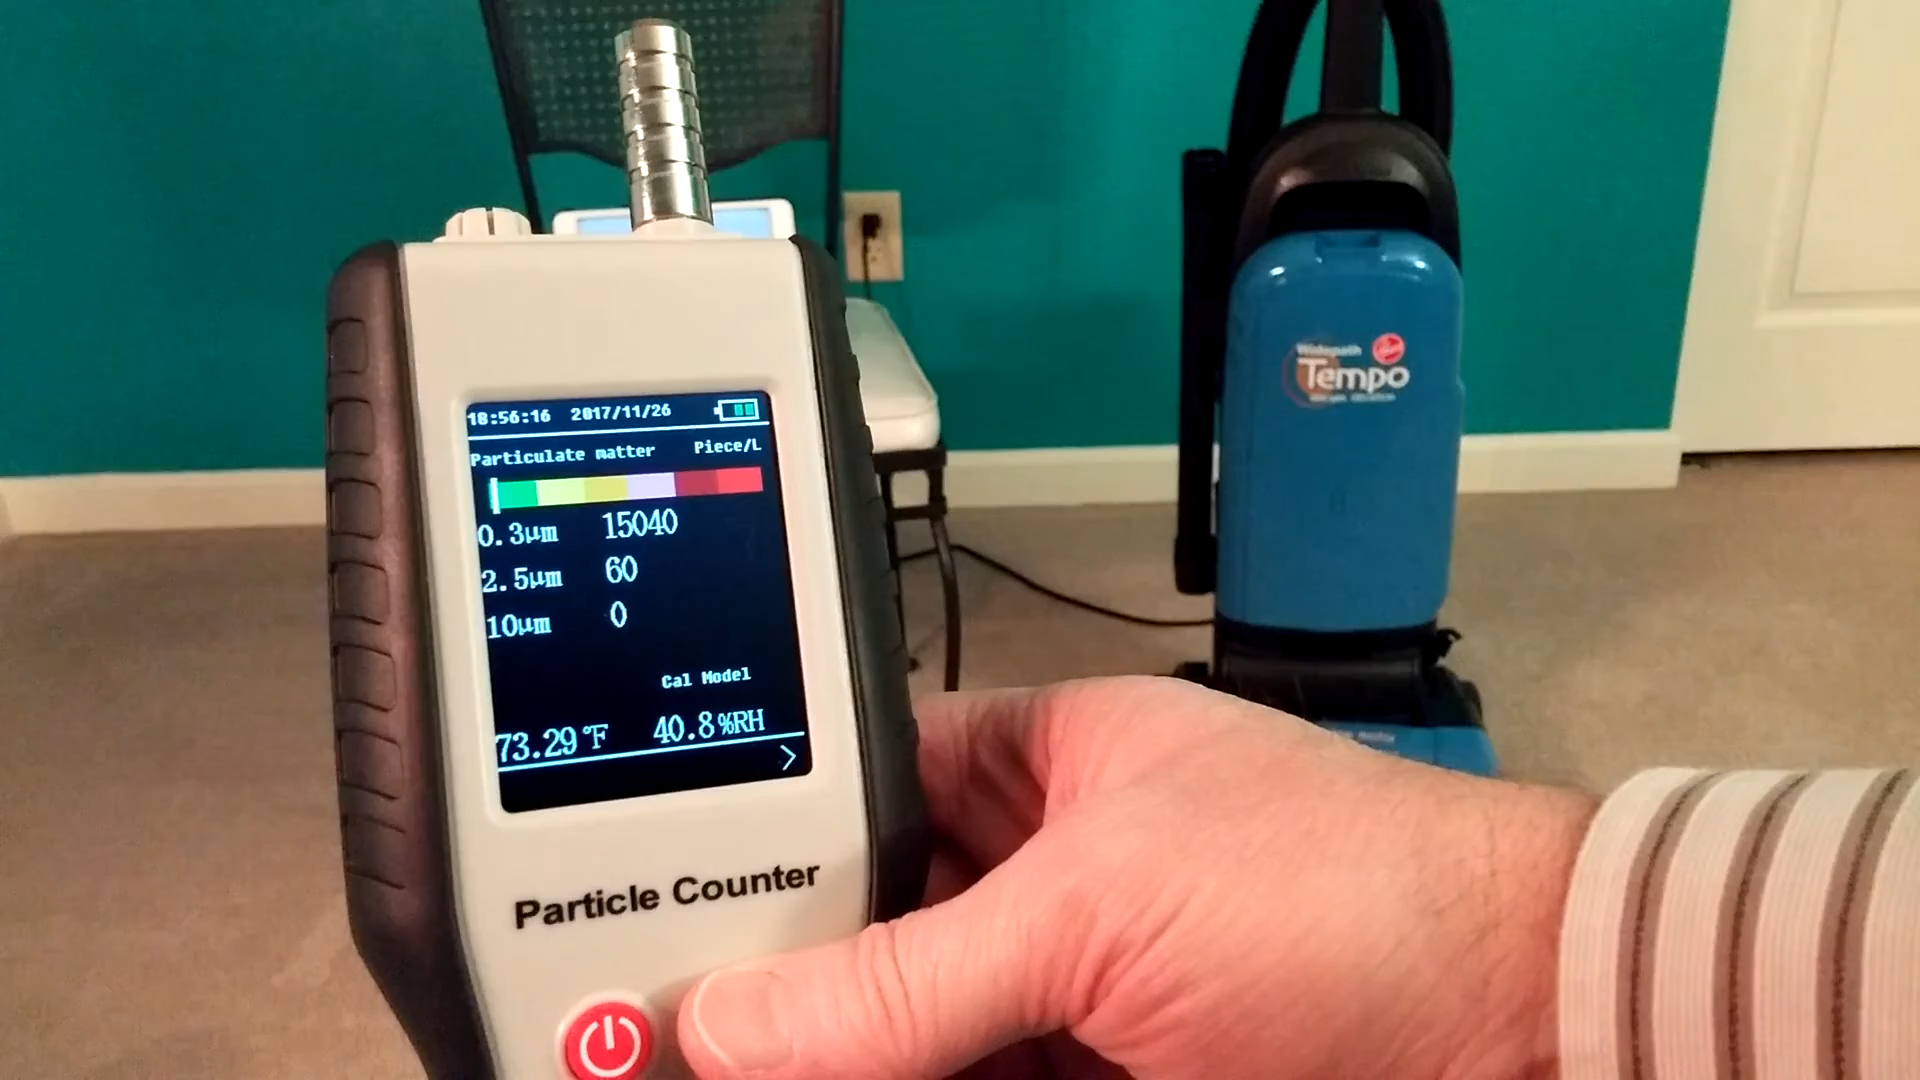 18:56:16 2017/11/26
Particulate matter Piece/L
0.3μm 15040
2.5μm 60
10μm 0
Cal Model
73.29℉ 40.8%RH
>
Particle Counter
Widepath
Tempo